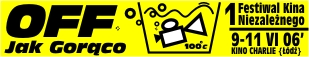 OFF
Jak Gorąco
100°C
1 Festiwal Kina
Niezależnego
9-11 VI 06'
KINO CHARLIE {Łódź}